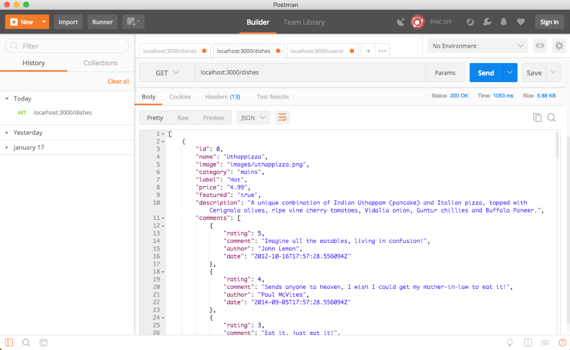 Postman
New Import Runner Builder Team Library SYNC OFF Sign In
Filter
History Collections
Clear all
Today
GET localhost:3000/dishes
Yesterday
January 17
localhost:3000/dishes localhost:3000/dishes localhost:3000/users/ + ••• No Environment
GET localhost:3000/dishes Params Send Save
Body Cookies Headers (13) Test Results Status: 200 OK Time: 1053 ms Size: 5.88 KB
Pretty Raw Preview JSON
1 [
2 {
3 "id": 0,
4 "name": "Uthappizza",
5 "image": "images/uthappizza.png",
6 "category": "mains",
7 "label": "Hot",
8 "price": "4.99",
9 "featured": "true",
10 "description": "A unique combination of Indian Uthappam (pancake) and Italian pizza, topped with
Cerignola olives, ripe vine cherry tomatoes, Vidalia onion, Guntur chillies and Buffalo Paneer.",
11 "comments": [
12 {
13 "rating": 5,
14 "comment": "Imagine all the eatables, living in confusion!",
15 "author": "John Lemon",
16 "date": "2012-10-16T17:57:28.556094Z"
17 },
18 {
19 "rating": 4,
20 "comment": "Sends anyone to heaven, I wish I could get my mother-in-law to eat it!",
21 "author": "Paul McVites",
22 "date": "2014-09-05T17:57:28.556094Z"
23 },
24 {
25 "rating": 3,
26 "comment": "Eat it, just eat it!",